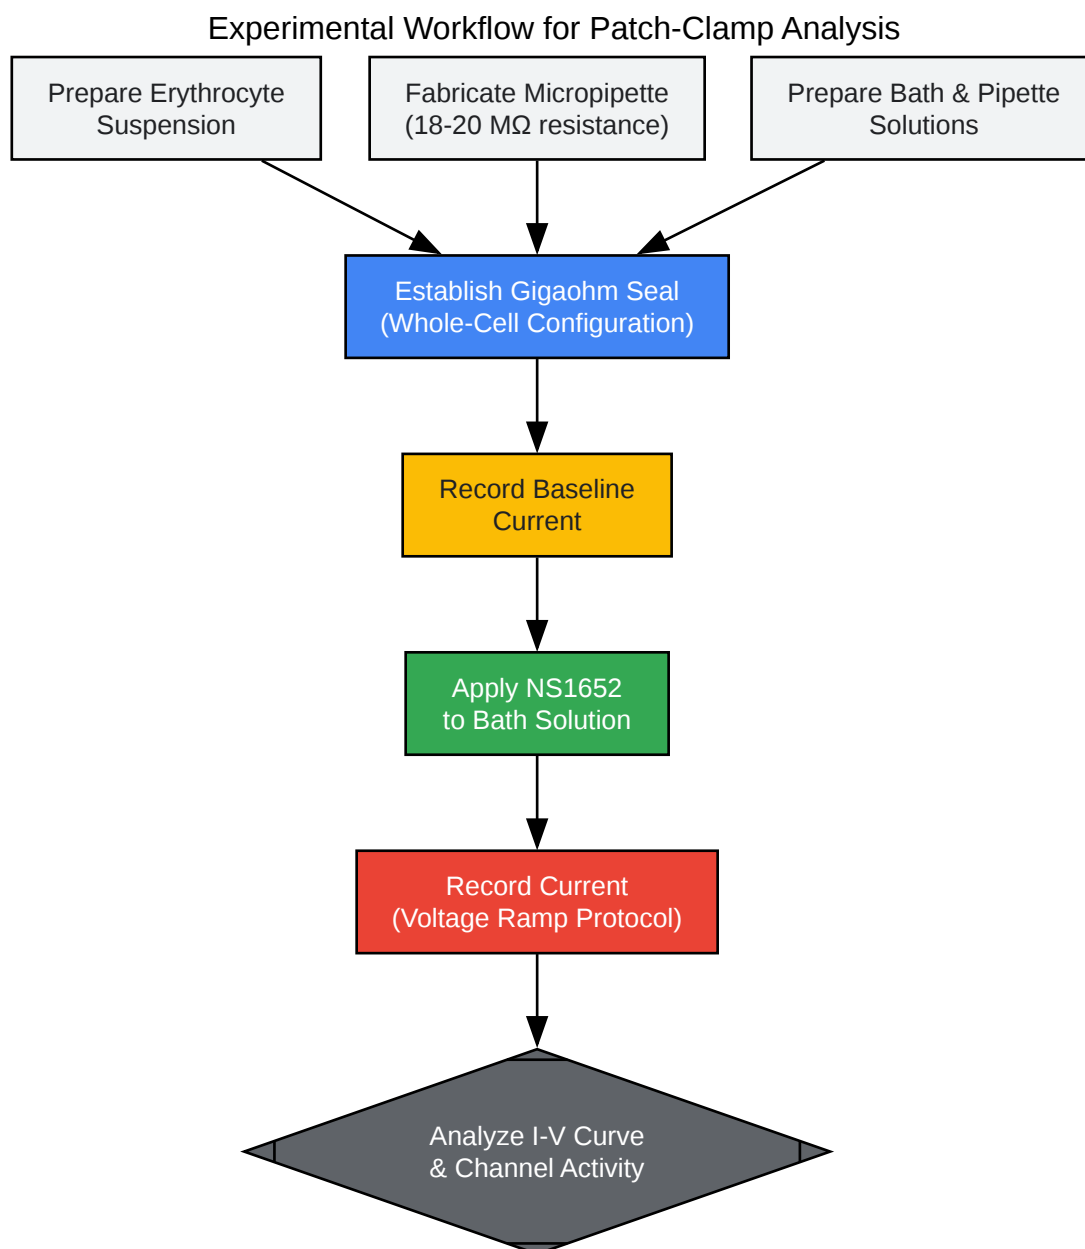 Experimental Workflow for Patch-Clamp Analysis
Prepare Erythrocyte
Suspension
Fabricate Micropipette
(18-20 MΩ resistance)
Prepare Bath & Pipette
Solutions
Establish Gigaohm Seal
(Whole-Cell Configuration)
Record Baseline
Current
Apply NS1652
to Bath Solution
Record Current
(Voltage Ramp Protocol)
Analyze I-V Curve
& Channel Activity